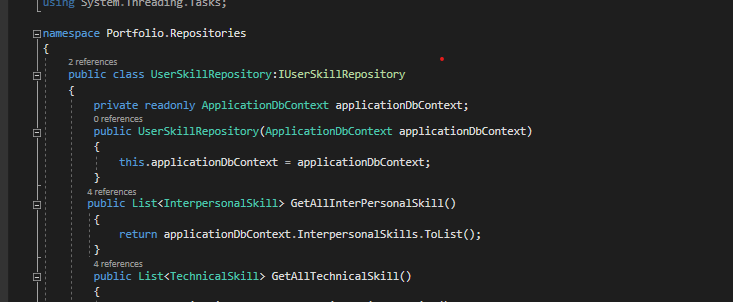 using System.Threading.Tasks;
namespace Portfolio.Repositories
{
2 references
public class UserSkillRepository:IUserSkillRepository
{
private readonly ApplicationDbContext applicationDbContext;
0 references
public UserSkillRepository(ApplicationDbContext applicationDbContext)
{
this.applicationDbContext = applicationDbContext;
}
4 references
public List<InterpersonalSkill> GetAllInterPersonalSkill()
{
return applicationDbContext.InterpersonalSkills.ToList();
}
4 references
public List<TechnicalSkill> GetAllTechnicalSkill()
{